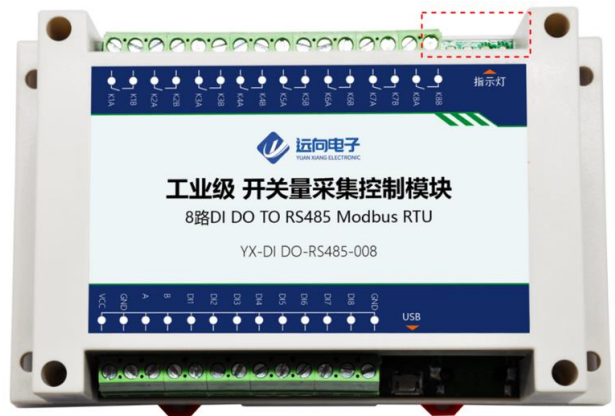 K1A K1B K2A K2B K3A K3B K4A K4B K5A K5B K6A K6B K7A K7B K8A K8B
指示灯
远向电子
YUAN XIANG ELECTRONIC
工业级 开关量采集控制模块
8路DI DO TO RS485 Modbus RTU
YX-DI DO-RS485-008
VCC GND A B DI1 DI2 DI3 DI4 DI5 DI6 DI7 DI8 GND
USB